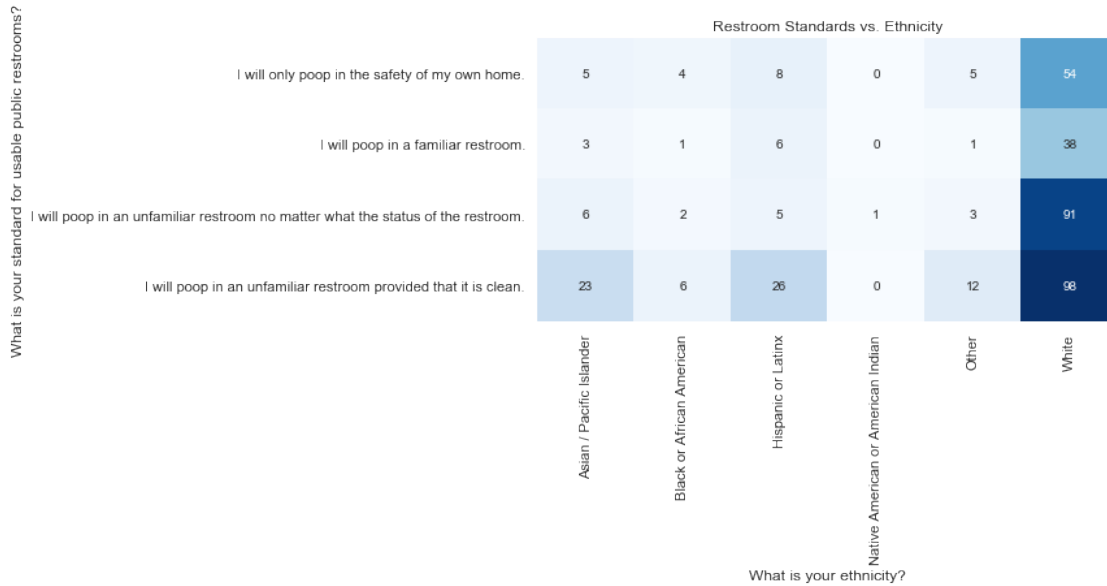 Restroom Standards vs. Ethnicity
What is your standard for usable public restrooms?
I will only poop in the safety of my own home. 5 4 8 0 5 54
I will poop in a familiar restroom. 3 1 6 0 1 38
I will poop in an unfamiliar restroom no matter what the status of the restroom. 6 2 5 1 3 91
I will poop in an unfamiliar restroom provided that it is clean. 23 6 26 0 12 98
Asian / Pacific Islander
Black or African American
Hispanic or Latinx
Native American or American Indian
Other
White
What is your ethnicity?